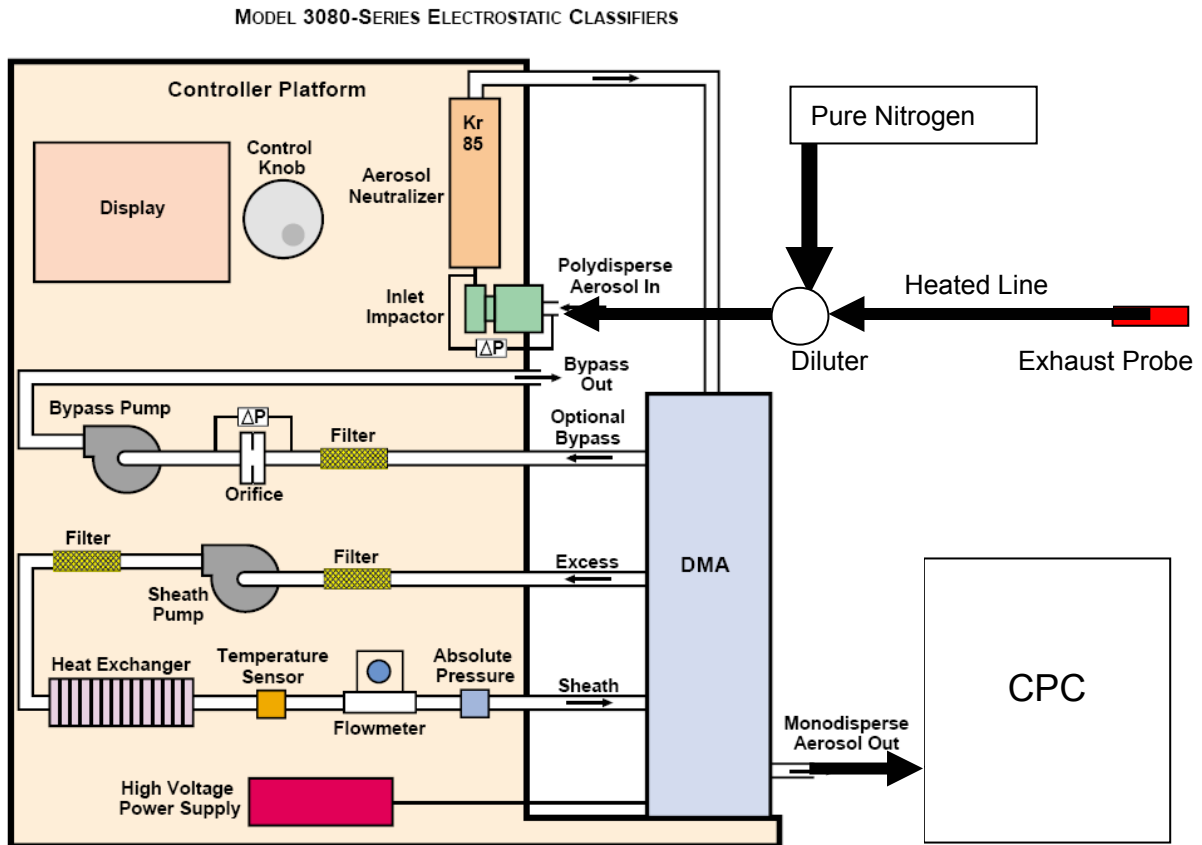 MODEL 3080-SERIES ELECTROSTATIC CLASSIFIERS
Controller Platform
Display
Control
Knob
Kr
85
Aerosol
Neutralizer
Pure Nitrogen
Polydisperse
Aerosol In
Inlet
Impactor
ΔP
Heated Line
Diluter
Exhaust Probe
Bypass
Out
Bypass Pump
ΔP
Orifice
Filter
Optional
Bypass
Filter
Sheath
Pump
Filter
Excess
DMA
Heat Exchanger
Temperature
Sensor
Flowmeter
Absolute
Pressure
Sheath
CPC
Monodisperse
Aerosol Out
High Voltage
Power Supply